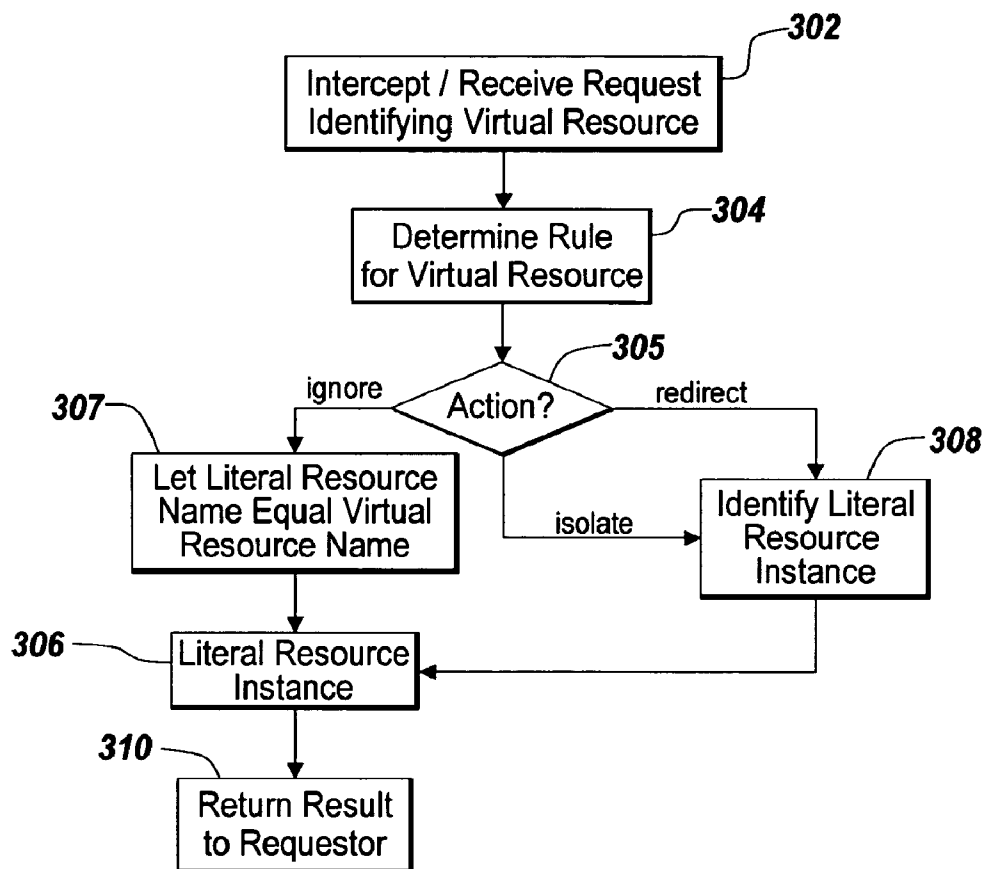 302
Intercept / Receive Request
Identifying Virtual Resource
304
Determine Rule
for Virtual Resource
305
Action?
ignore
redirect
isolate
307
Let Literal Resource
Name Equal Virtual
Resource Name
308
Identify Literal
Resource
Instance
306
Literal Resource
Instance
310
Return Result
to Requestor